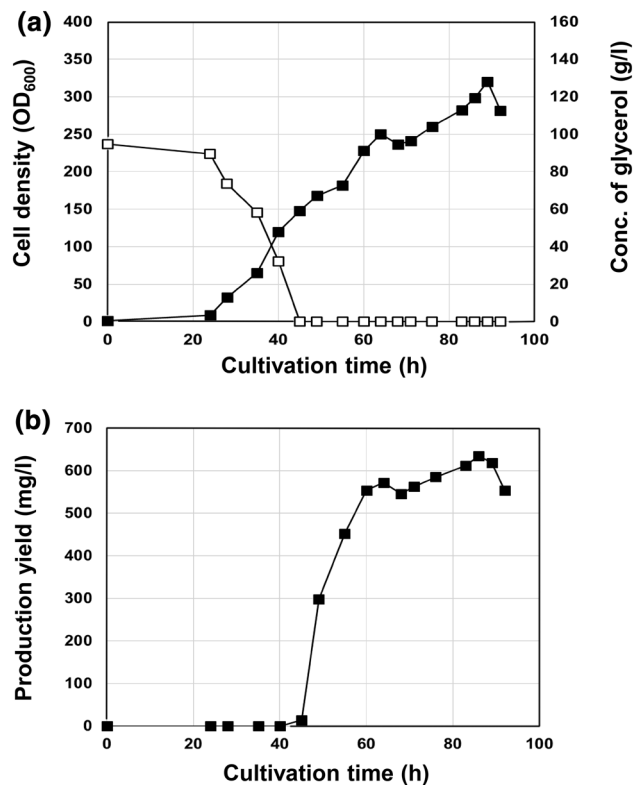 (a)
Cell density (OD600)
400
350
300
250
200
150
100
50
0
160
140
120
100
80
60
40
20
0
Conc. of glycerol (g/l)
0 20 40 60 80 100
Cultivation time (h)
(b)
Production yield (mg/l)
700
600
500
400
300
200
100
0
0 20 40 60 80 100
Cultivation time (h)